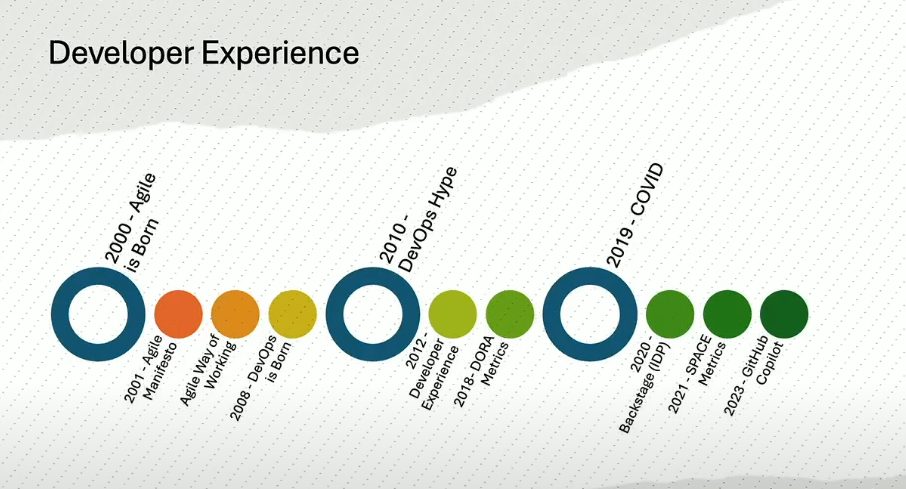 Developer Experience
2000 - Agile
is Born
2001 - Agile
Manifesto
Agile Way of
Working
2008 - DevOps
is Born
2010 -
DevOps Hype
2012 -
Developer
Experience
2018- DORA
Metrics
2019 - COVID
2020 -
Backstage (IDP)
2021 - SPACE
Metrics
2023 - GitHub
Copilot